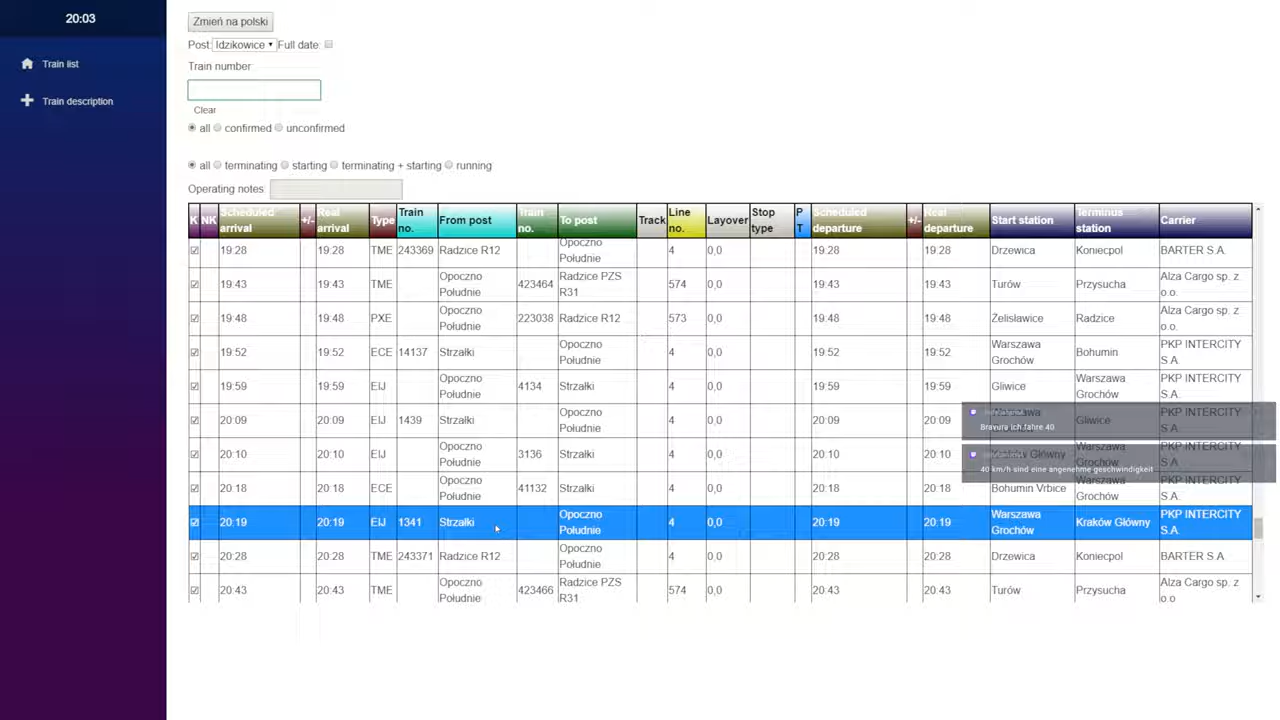 20:03
Train list
Train description
Zmień na polski
Post: Idzikowice Full date:
Train number
Clear
all confirmed unconfirmed
all terminating starting terminating + starting running
Operating notes:
K NK Scheduled arrival +/- Real arrival Type Train no. From post Train no. To post Track Line no. Layover Stop type P T Scheduled departure +/- Real departure Start station Terminus station Carrier
19:28 19:28 TME 243369 Radzice R12 Opoczno Południe 4 0,0 19:28 19:28 Drzewica Koniecpol BARTER S.A.
19:43 19:43 TME Opoczno Południe 423464 Radzice PZS R31 574 0,0 19:43 19:43 Turów Przysucha Alza Cargo sp. z o.o.
19:48 19:48 PXE Opoczno Południe 223038 Radzice R12 573 0,0 19:48 19:48 Żelisławice Radzice Alza Cargo sp. z o.o.
19:52 19:52 ECE 14137 Strzałki Opoczno Południe 4 0,0 19:52 19:52 Warszawa Grochów Bohumin PKP INTERCITY S.A.
19:59 19:59 EIJ Opoczno Południe 4134 Strzałki 4 0,0 19:59 19:59 Gliwice Warszawa Grochów PKP INTERCITY S.A.
20:09 20:09 EIJ 1439 Strzałki Opoczno Południe 4 0,0 20:09 20:09 Warszawa Gliwice PKP INTERCITY S.A.
Bravura ich fahre 40
20:10 20:10 EIJ Opoczno Południe 3136 Strzałki 4 0,0 20:10 20:10 Główny Warszawa Grochów PKP INTERCITY S.A.
40 km/h sind eine angenehme geschwindigkeit
20:18 20:18 ECE Opoczno Południe 41132 Strzałki 4 0,0 20:18 20:18 Bohumin Vrbice Warszawa Grochów PKP INTERCITY S.A.
20:19 20:19 EIJ 1341 Strzałki Opoczno Południe 4 0,0 20:19 20:19 Warszawa Grochów Kraków Główny PKP INTERCITY S.A.
20:28 20:28 TME 243371 Radzice R12 Opoczno Południe 4 0,0 20:28 20:28 Drzewica Koniecpol BARTER S.A.
20:43 20:43 TME Opoczno Południe 423466 Radzice PZS R31 574 0,0 20:43 20:43 Turów Przysucha Alza Cargo sp. z o.o